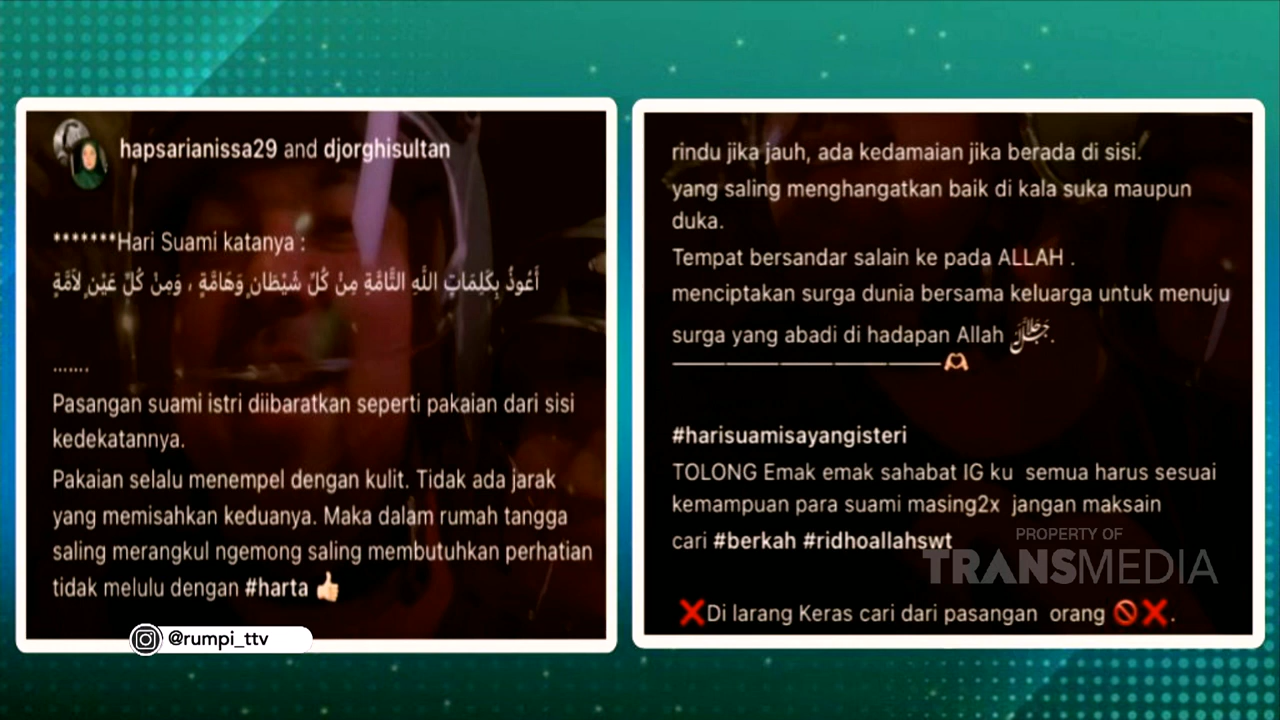 hapsarianissa29 and djorghisultan
*******Hari Suami katanya :
أَعُوذُ بِكَلِمَاتِ اللَّهِ التَّامَّةِ مِنْ كُلِّ شَيْطَانٍ وَهَامَّةٍ ، وَمِنْ كُلِّ عَيْنٍ لَامَّةٍ
.......
Pasangan suami istri diibaratkan seperti pakaian dari sisi
kedekatannya.
Pakaian selalu menempel dengan kulit. Tidak ada jarak
yang memisahkan keduanya. Maka dalam rumah tangga
saling merangkul ngemong saling membutuhkan perhatian
tidak melulu dengan #harta 👍🏻
@rumpi_ttv
rindu jika jauh, ada kedamaian jika berada di sisi.
yang saling menghangatkan baik di kala suka maupun
duka.
Tempat bersandar salain ke pada ALLAH .
menciptakan surga dunia bersama keluarga untuk menuju
surga yang abadi di hadapan Allah ﷻ.
—————————————🫶🏻
#harisuamisayangisteri
TOLONG Emak emak sahabat IG ku semua harus sesuai
kemampuan para suami masing2x jangan maksain
cari #berkah #ridhoallahswt
PROPERTY OF
TRANSMEDIA
❌Di larang Keras cari dari pasangan orang 🚫❌.